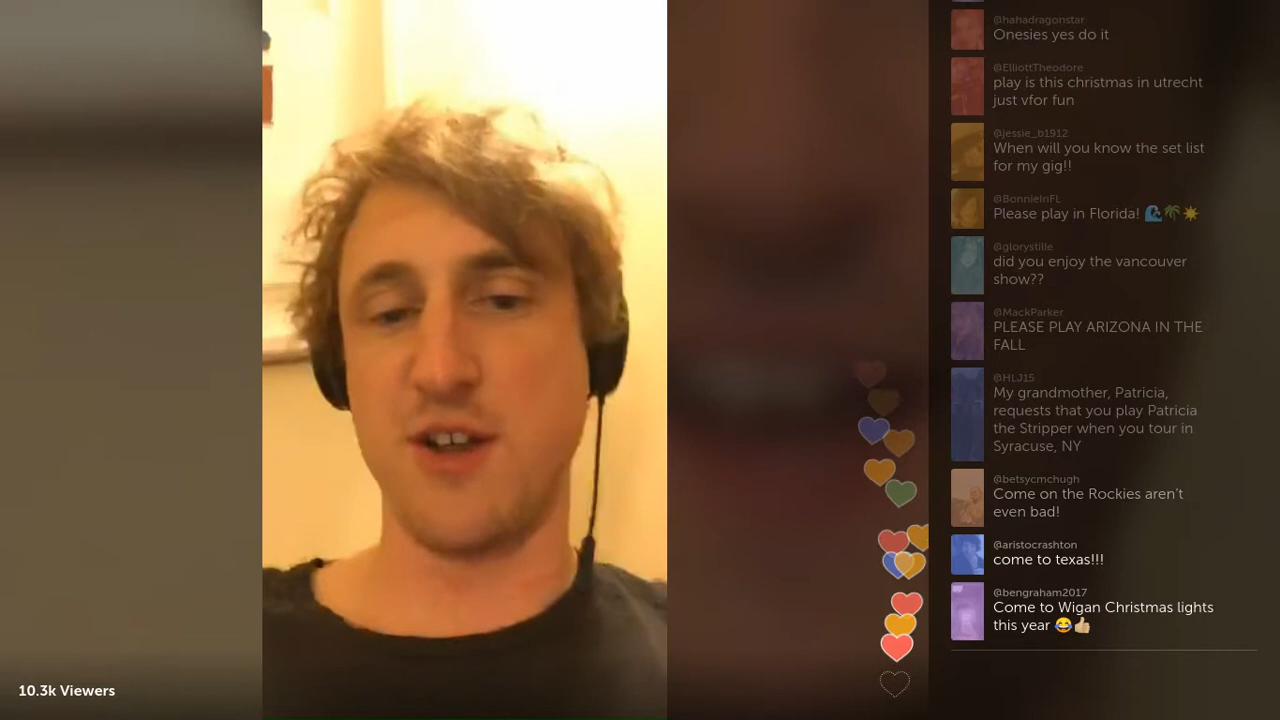 @hahadragonstar
Onesies yes do it
@ElliottTheodore
play is this christmas in utrecht
just vfor fun
@jessie_b1912
When will you know the set list
for my gig!!
@BonnieInFL
Please play in Florida! 🌊🌴☀️
@glorystille
did you enjoy the vancouver
show??
@MackParker
PLEASE PLAY ARIZONA IN THE
FALL
@HLJ15
My grandmother, Patricia,
requests that you play Patricia
the Stripper when you tour in
Syracuse, NY
@betsycmchugh
Come on the Rockies aren't
even bad!
@aristocrashton
come to texas!!!
@bengraham2017
Come to Wigan Christmas lights
this year 😂👍🏼
10.3k Viewers